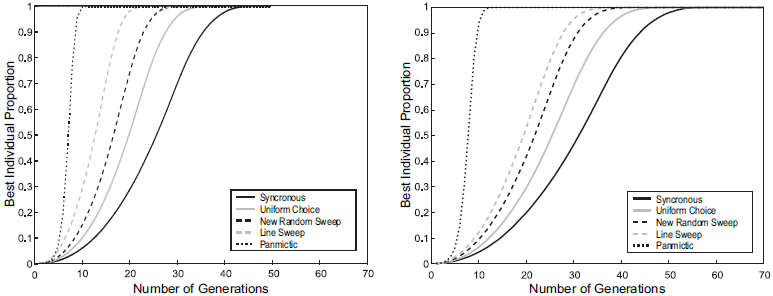 Best Individual Proportion
1
0.9
0.8
0.7
0.6
0.5
0.4
0.3
0.2
0.1
0
Syncronous
Uniform Choice
New Random Sweep
Line Sweep
Panmictic
0 10 20 30 40 50 60 70
Number of Generations
Best Individual Proportion
1
0.9
0.8
0.7
0.6
0.5
0.4
0.3
0.2
0.1
0
Syncronous
Uniform Choice
New Random Sweep
Line Sweep
Panmictic
0 10 20 30 40 50 60 70
Number of Generations